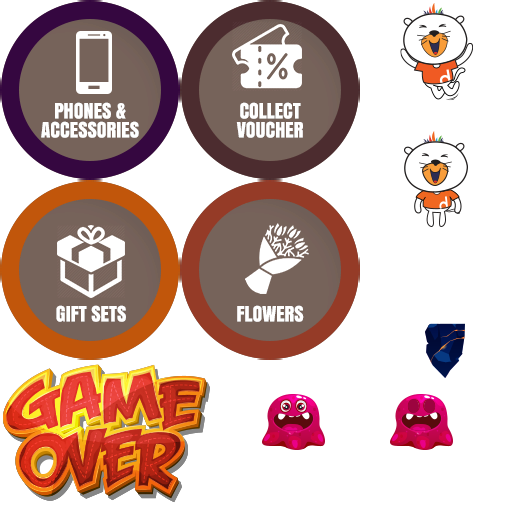 PHONES &
ACCESSORIES
%
COLLECT
VOUCHER
GIFT SETS
FLOWERS
d
d
GAME
OVER